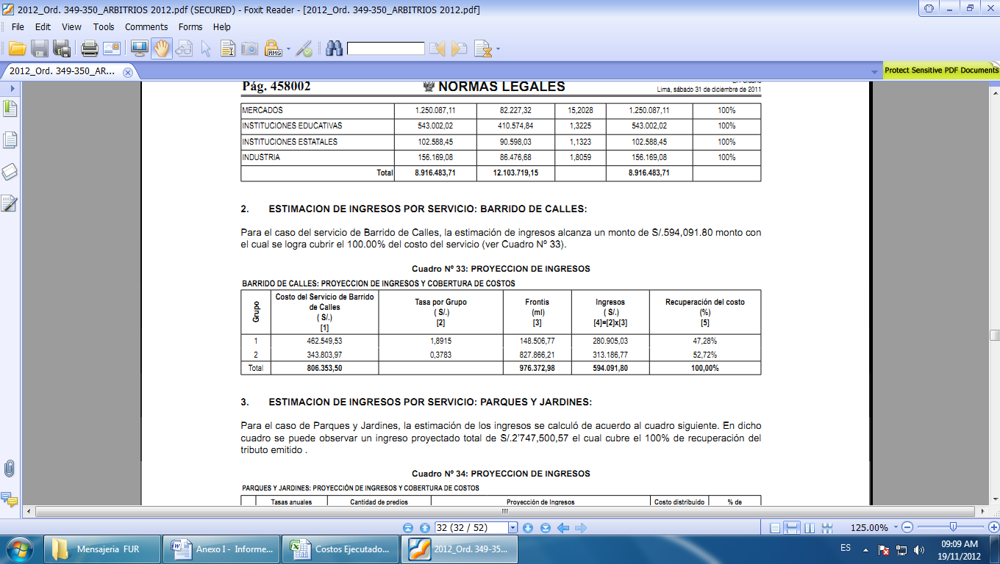 2012_Ord. 349-350_ARBITRIOS 2012.pdf (SECURED) - Foxit Reader - [2012_Ord. 349-350_ARBITRIOS 2012.pdf]
File Edit View Tools Comments Forms Help
RMS
2012_Ord. 349-350_AR...
Protect Sensitive PDF Documents
Pág. 458002
NORMAS LEGALES
Lima, sábado 31 de diciembre de 2011
MERCADOS 1.250.087,11 82.227,32 15,2028 1.250.087,11 100%
INSTITUCIONES EDUCATIVAS 543.002,02 410.574,84 1,3225 543.002,02 100%
INSTITUCIONES ESTATALES 102.588,45 90.598,03 1,1323 102.588,45 100%
INDUSTRIA 156.169,08 86.476,68 1,8059 156.169,08 100%
Total 8.916.483,71 12.103.719,15 8.916.483,71
2. ESTIMACION DE INGRESOS POR SERVICIO: BARRIDO DE CALLES:
Para el caso del servicio de Barrido de Calles, la estimación de ingresos alcanza un monto de S/.594,091.80 monto con
el cual se logra cubrir el 100.00% del costo del servicio (ver Cuadro Nº 33).
Cuadro Nº 33: PROYECCION DE INGRESOS
BARRIDO DE CALLES: PROYECCION DE INGRESOS Y COBERTURA DE COSTOS
Grupo
Costo del Servicio de Barrido
de Calles
( S/.)
[1]
Tasa por Grupo
( S/.)
[2]
Frontis
(ml)
[3]
Ingresos
( S/.)
[4]=[2]x[3]
Recuperación del costo
(%)
[5]
1 462.549,53 1,8915 148.506,77 280.905,03 47,28%
2 343.803,97 0,3783 827.866,21 313.186,77 52,72%
Total 806.353,50 976.372,98 594.091,80 100,00%
3. ESTIMACION DE INGRESOS POR SERVICIO: PARQUES Y JARDINES:
Para el caso de Parques y Jardines, la estimación de los ingresos se calculó de acuerdo al cuadro siguiente. En dicho
cuadro se puede observar un ingreso proyectado total de S/.2'747,500,57 el cual cubre el 100% de recuperación del
tributo emitido .
Cuadro Nº 34: PROYECCION DE INGRESOS
PARQUES Y JARDINES: PROYECCIÓN DE INGRESOS Y COBERTURA DE COSTOS
Tasas anuales Cantidad de predios Proyección de Ingresos Costo distribuido % de
32 (32 / 52)
125.00%
Mensajeria FUR
Anexo I - Informe...
Costos Ejecutado...
2012_Ord. 349-35...
ES
09:09 AM
19/11/2012